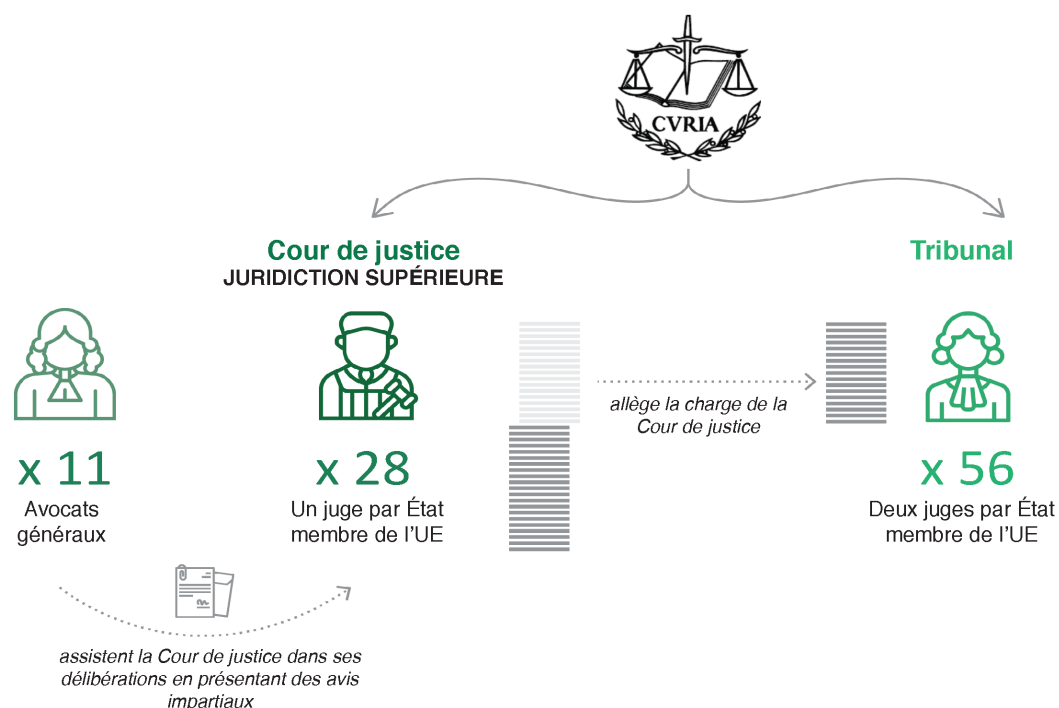 CVRIA
Cour de justice
JURIDICTION SUPÉRIEURE
Tribunal
allège la charge de la
Cour de justice
x 11
Avocats
généraux
x 28
Un juge par État
membre de l'UE
x 56
Deux juges par État
membre de l'UE
assistent la Cour de justice dans ses
délibérations en présentant des avis
impartiaux